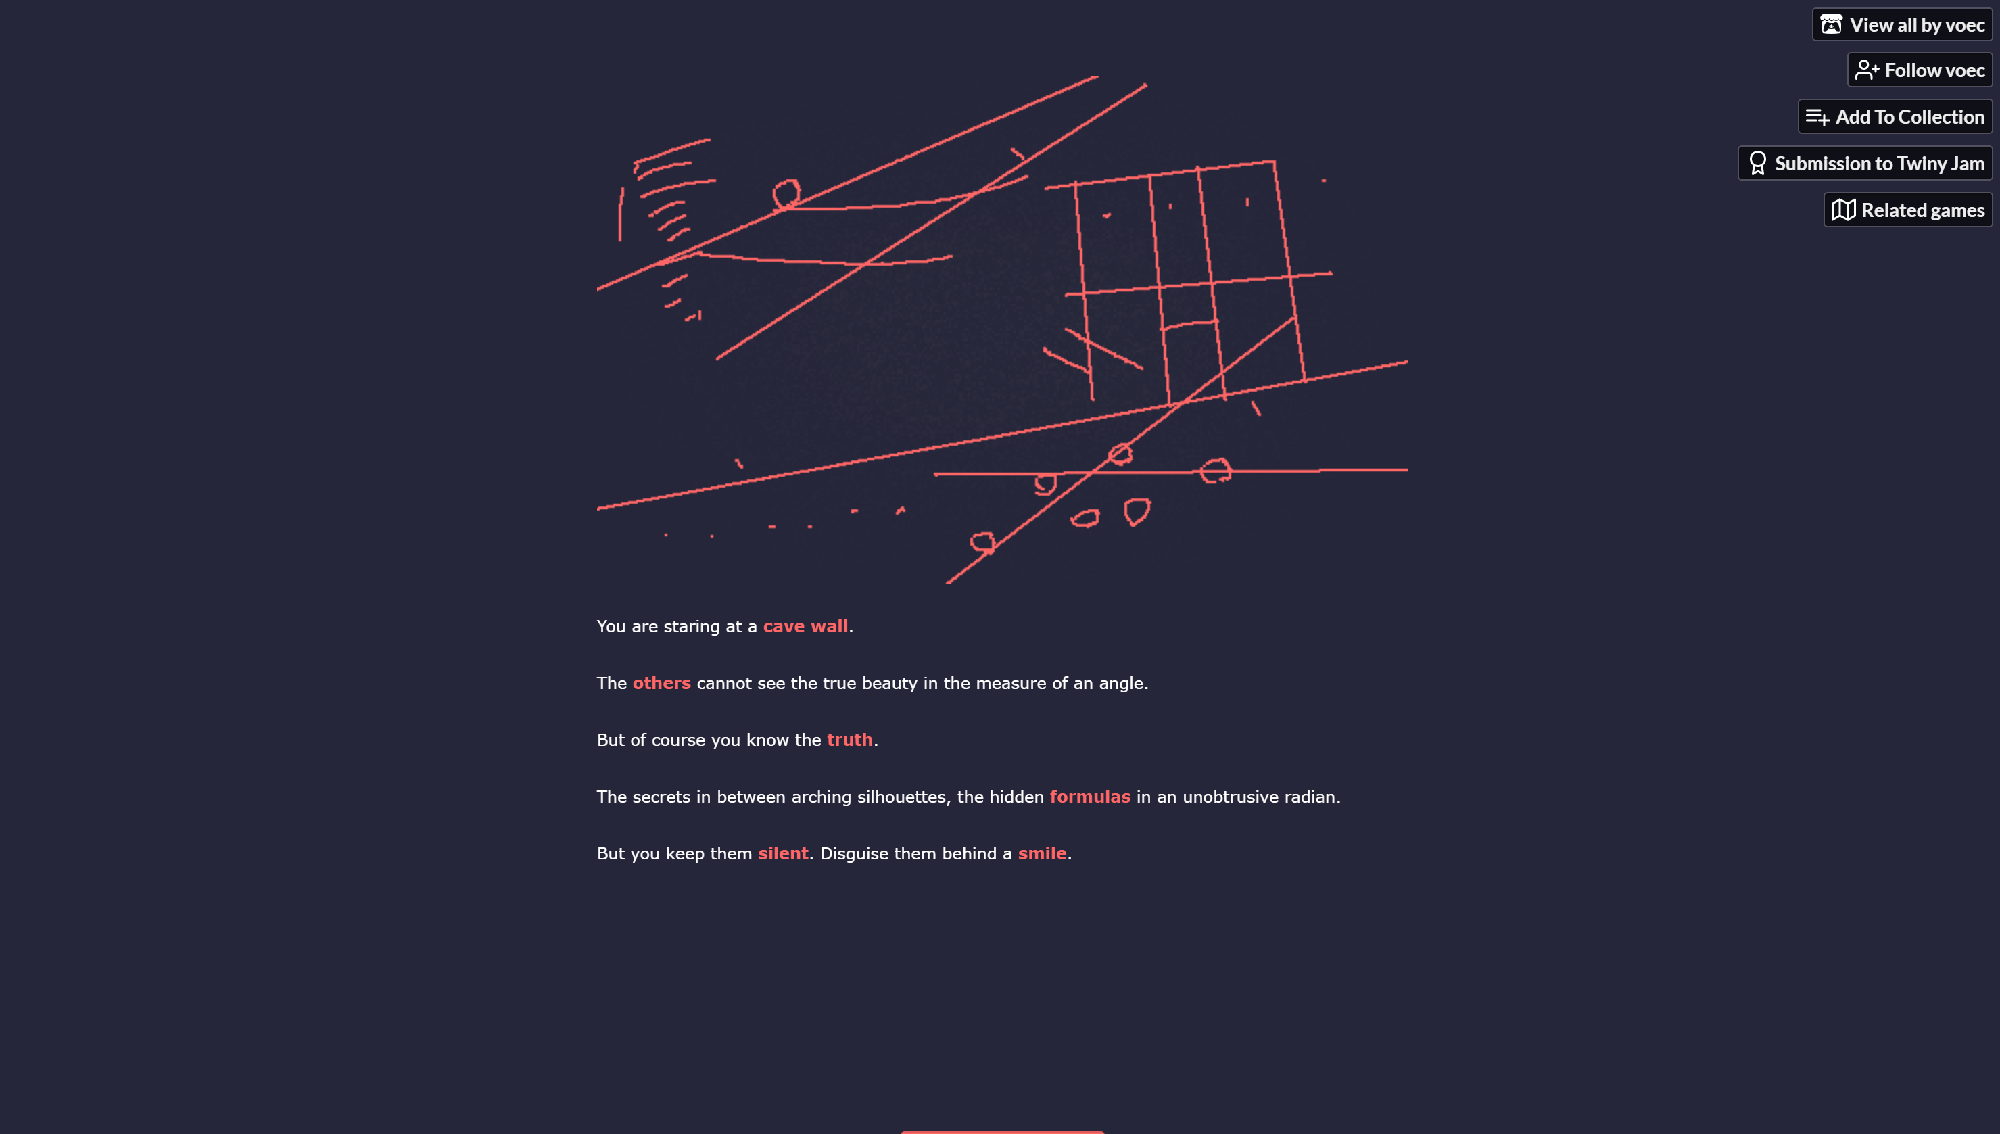 View all by voec
Follow voec
Add To Collection
Submission to Twiny Jam
Related games
You are staring at a cave wall.
The others cannot see the true beauty in the measure of an angle.
But of course you know the truth.
The secrets in between arching silhouettes, the hidden formulas in an unobtrusive radian.
But you keep them silent. Disguise them behind a smile.